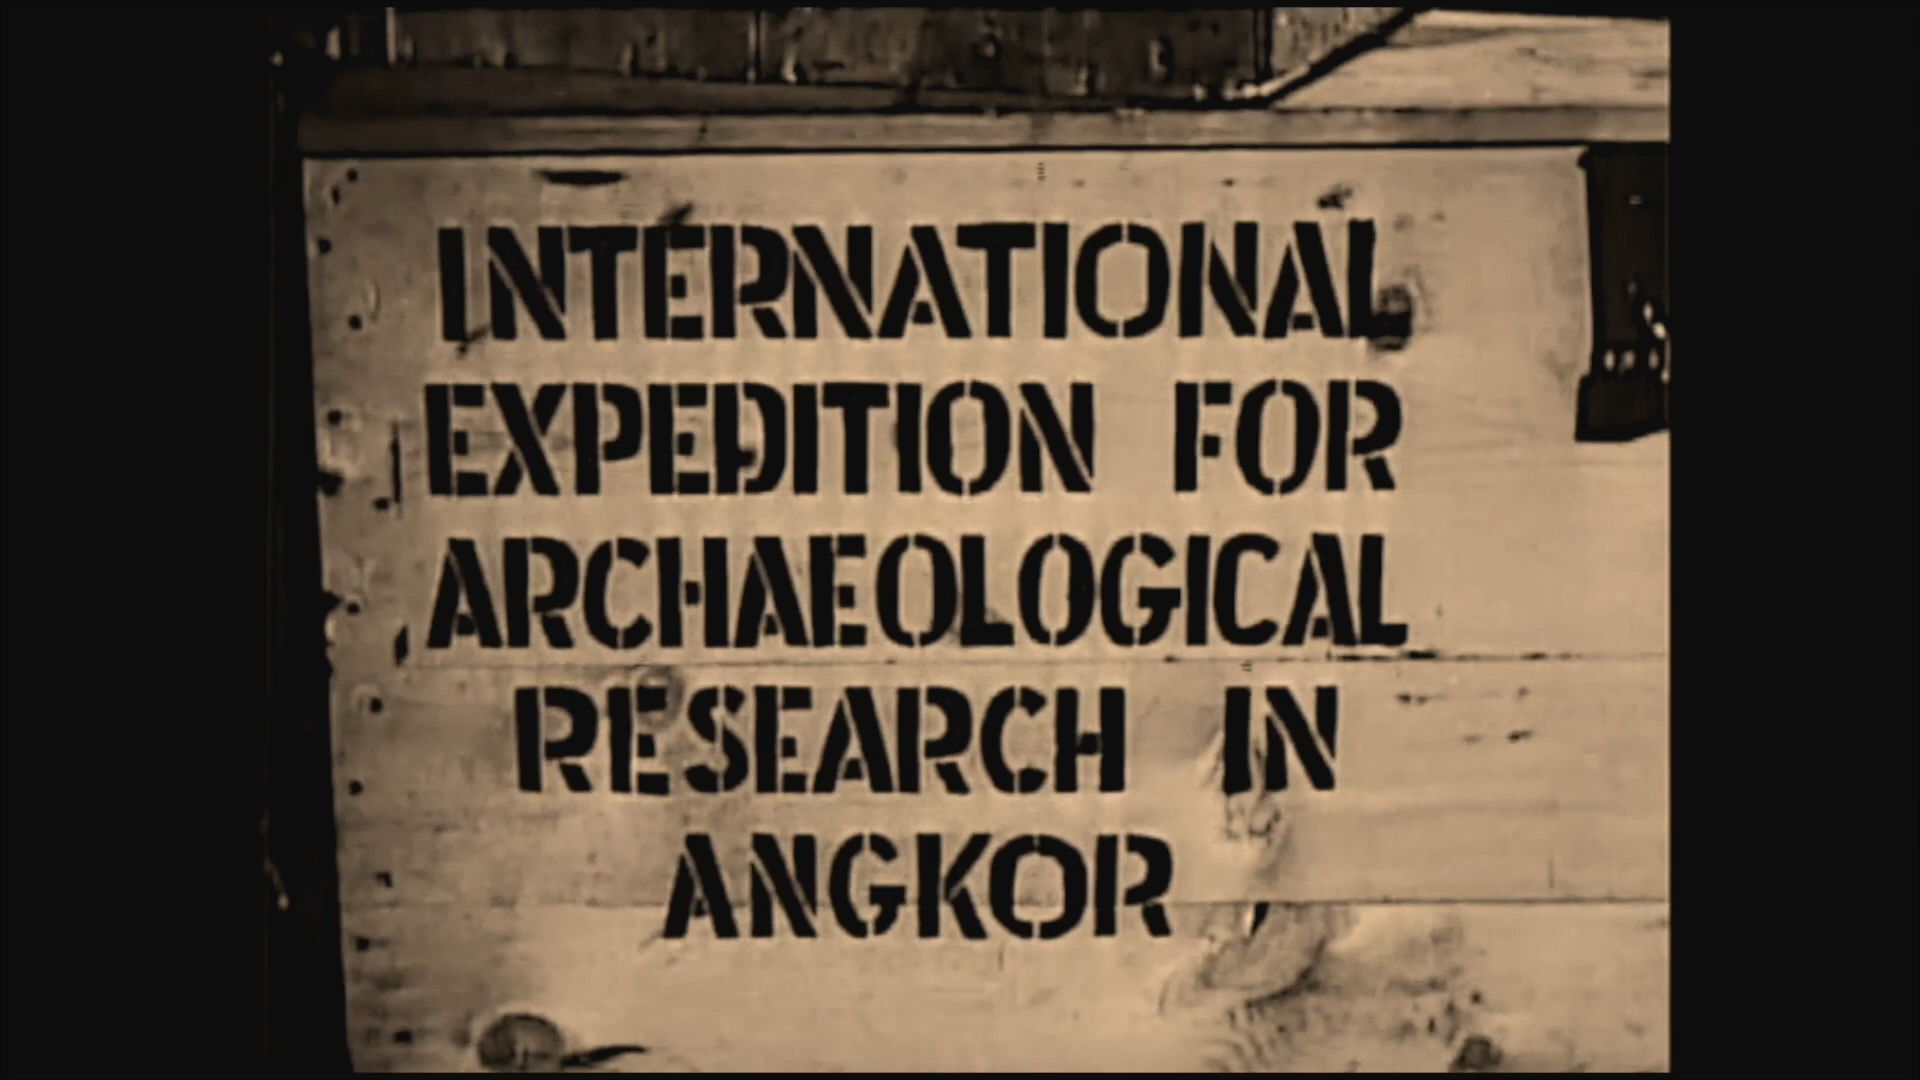 INTERNATIONAL
EXPEDITION FOR
ARCHAEOLOGICAL
RESEARCH IN
ANGKOR